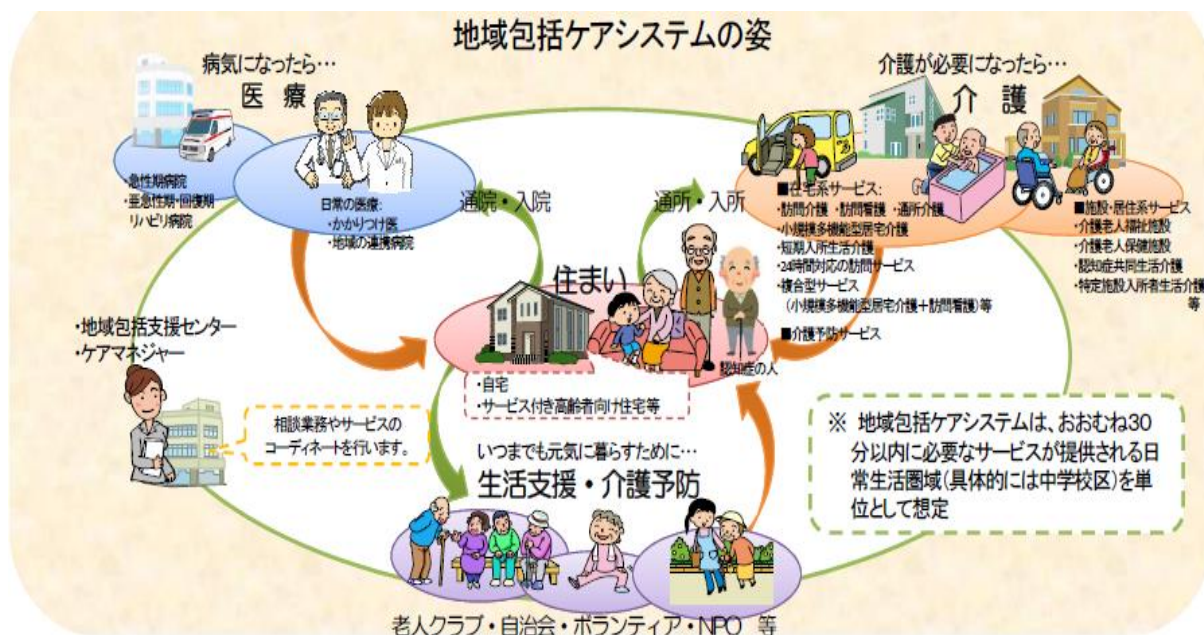 地域包括ケアシステムの姿
病気になったら…
医 療
・急性期病院
・亜急性期・回復期
リハビリ病院
日常の医療:
・かかりつけ医
・地域の連携病院
通院・入院
通所・入所
介護が必要になったら…
介 護
■在宅系サービス:
・訪問介護 ・訪問看護 ・通所介護
・小規模多機能型居宅介護
・短期入所生活介護
・24時間対応の訪問サービス
・複合型サービス
(小規模多機能型居宅介護+訪問看護)等
■介護予防サービス
■施設・居住系サービス
・介護老人福祉施設
・介護老人保健施設
・認知症共同生活介護
・特定施設入所者生活介護
等
住まい
認知症の人
・自宅
・サービス付き高齢者向け住宅等
・地域包括支援センター
・ケアマネジャー
相談業務やサービスの
コーディネートを行います。
いつまでも元気に暮らすために…
生活支援・介護予防
老人クラブ・自治会・ボランティア・NPO 等
※ 地域包括ケアシステムは、おおむね30
分以内に必要なサービスが提供される日
常生活圏域(具体的には中学校区)を単
位として想定